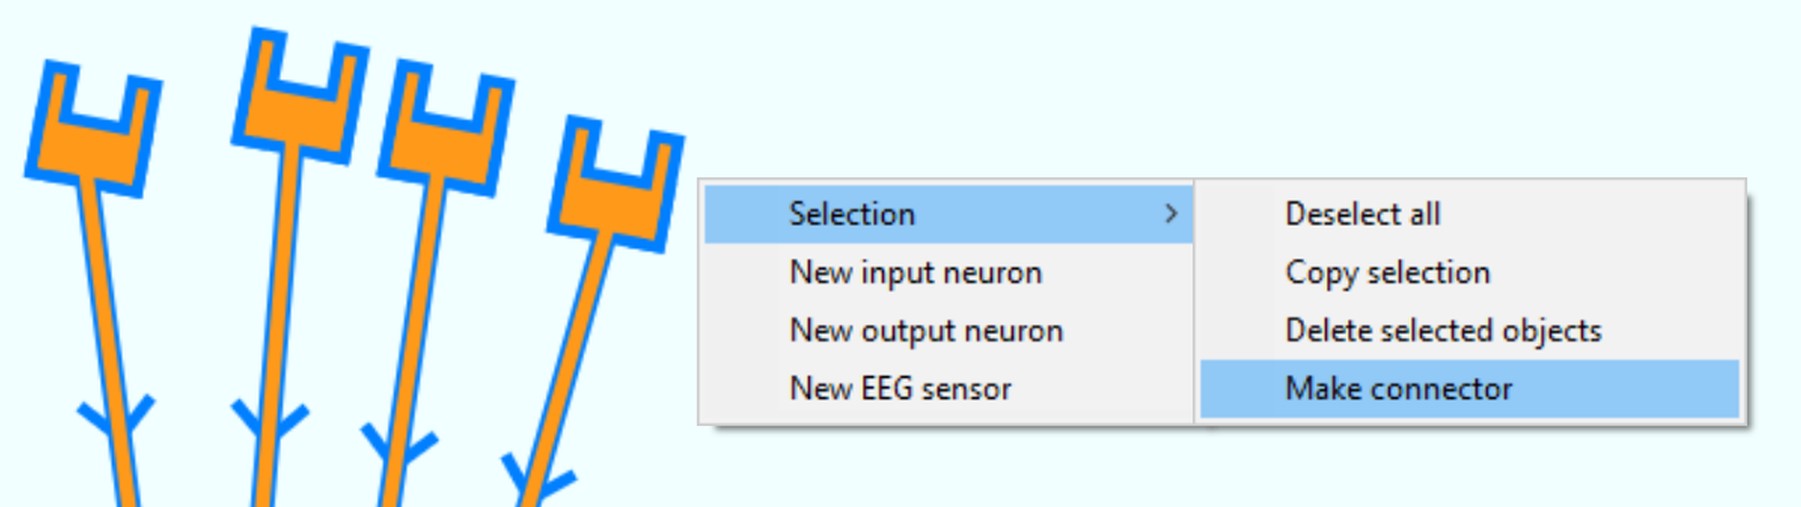 Selection
New input neuron
New output neuron
New EEG sensor
Deselect all
Copy selection
Delete selected objects
Make connector